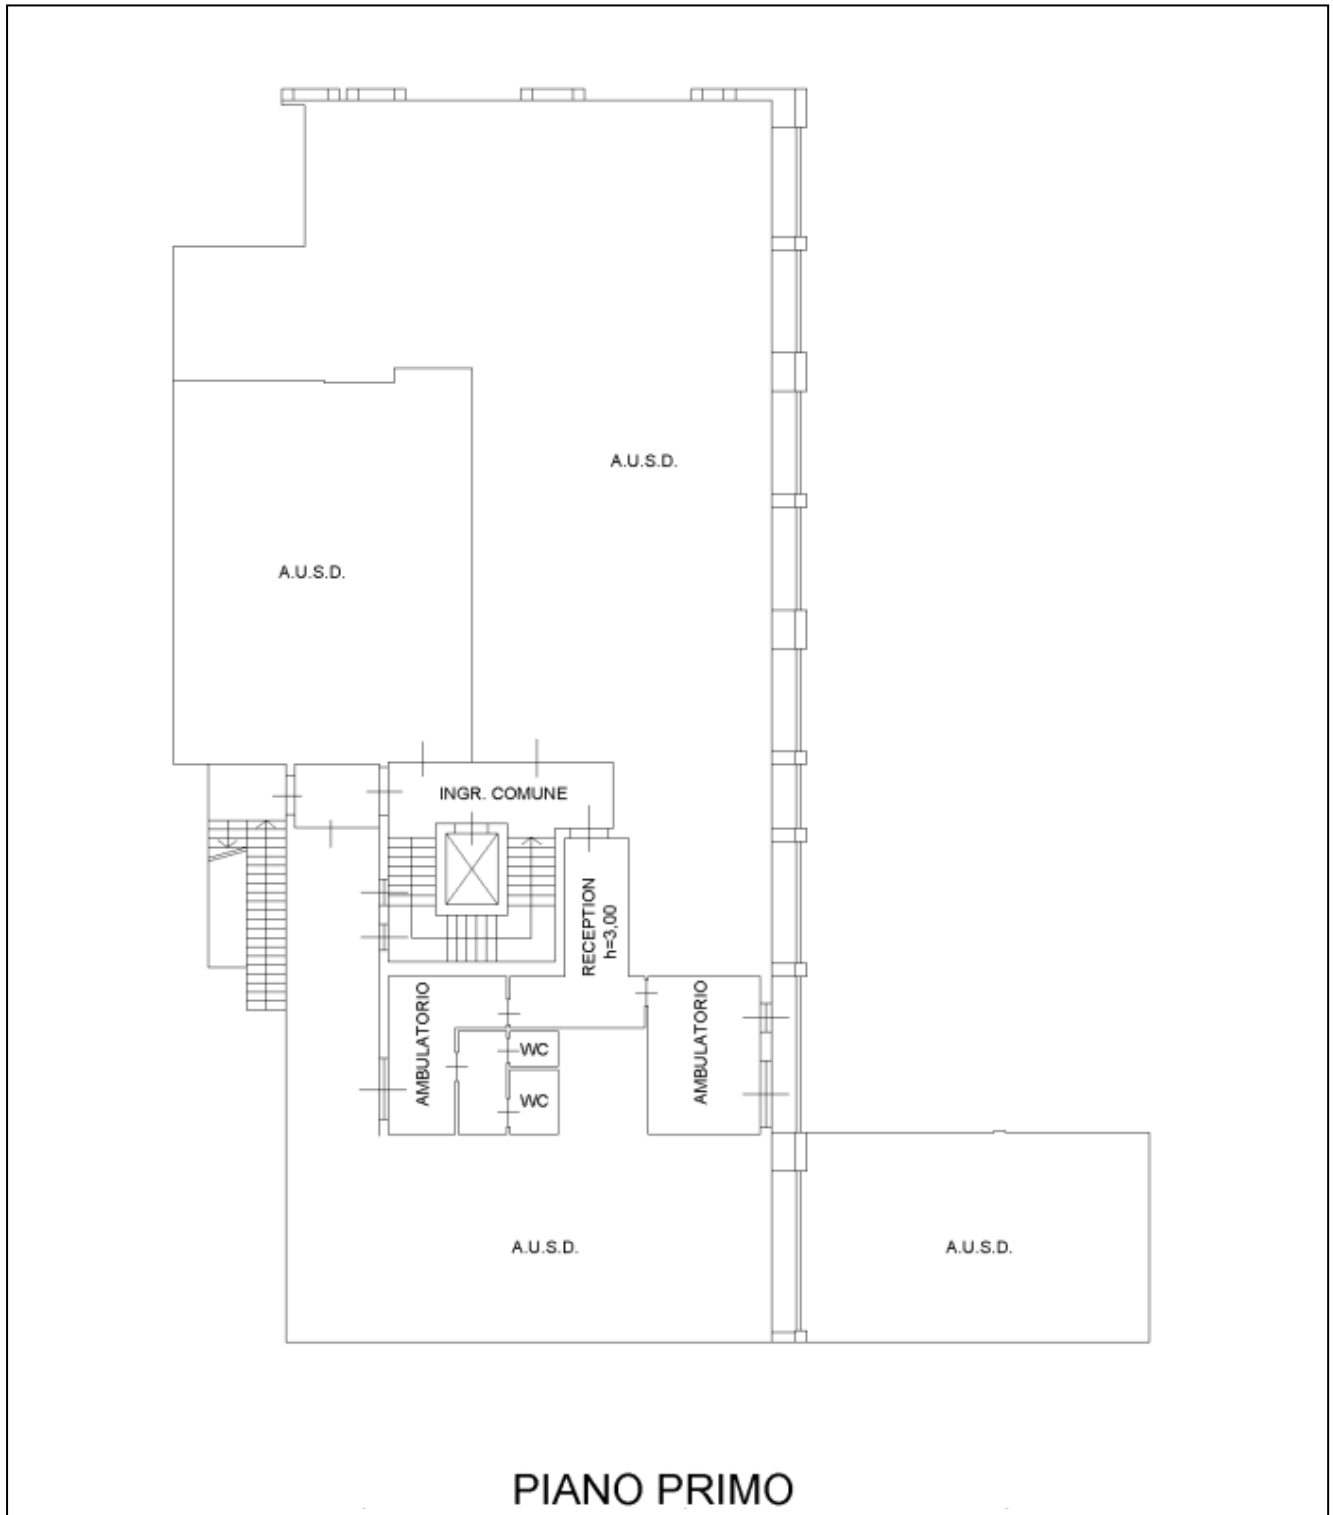 A.U.S.D.
A.U.S.D.
INGR. COMUNE
RECEPTION
h=3,00
AMBULATORIO
AMBULATORIO
WC
WC
A.U.S.D.
A.U.S.D.
PIANO PRIMO